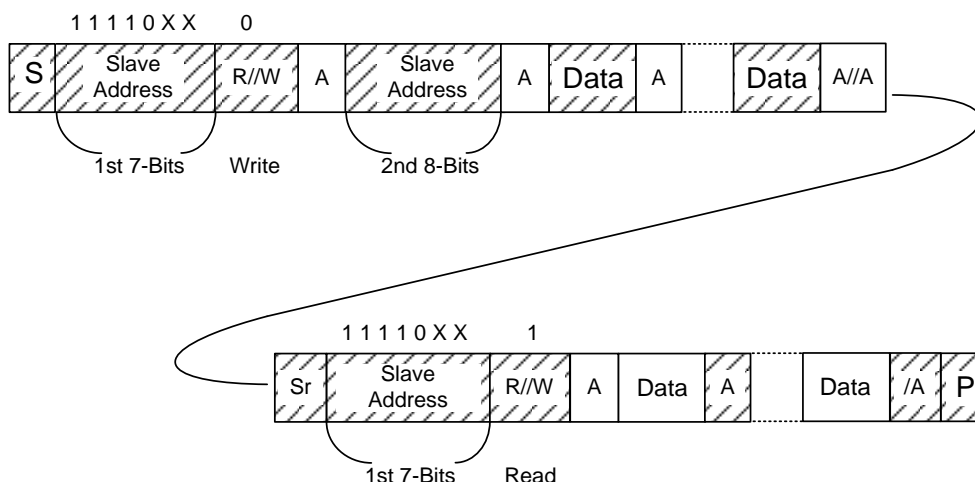 1 1 1 1 0 X X 0
S Slave Address R//W A Slave Address A Data A Data A//A
1st 7-Bits Write 2nd 8-Bits
1 1 1 1 0 X X 1
Sr Slave Address R//W A Data A Data /A P
1st 7-Bits Read